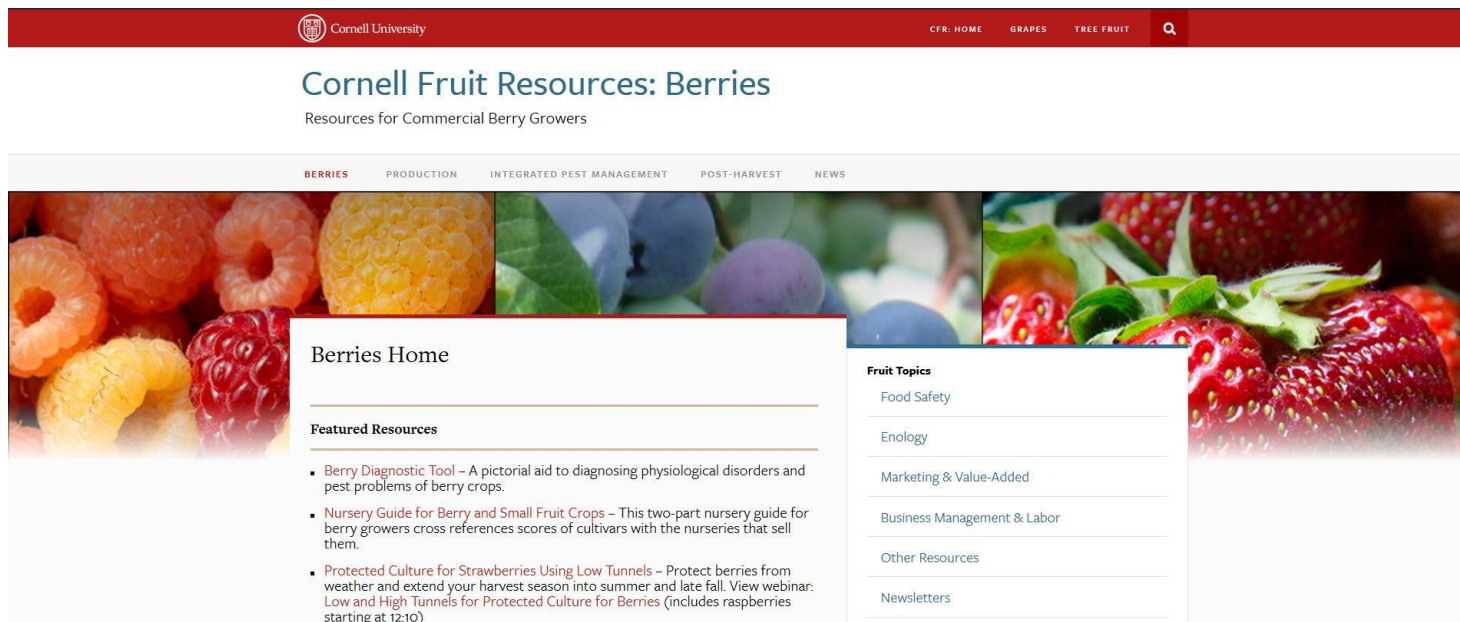 Cornell University
CFR: HOME GRAPES TREE FRUIT
Cornell Fruit Resources: Berries
Resources for Commercial Berry Growers
BERRIES PRODUCTION INTEGRATED PEST MANAGEMENT POST-HARVEST NEWS
Berries Home
Featured Resources
Berry Diagnostic Tool – A pictorial aid to diagnosing physiological disorders and
pest problems of berry crops.
Nursery Guide for Berry and Small Fruit Crops – This two-part nursery guide for
berry growers cross references scores of cultivars with the nurseries that sell
them.
Protected Culture for Strawberries Using Low Tunnels – Protect berries from
weather and extend your harvest season into summer and late fall. View webinar:
Low and High Tunnels for Protected Culture for Berries (includes raspberries
starting at 12:10)
Fruit Topics
Food Safety
Enology
Marketing & Value-Added
Business Management & Labor
Other Resources
Newsletters